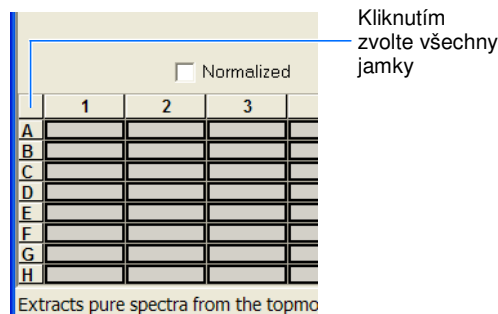 Kliknutím
zvolte všechny
jamky
Normalized
1 2 3
A
B
C
D
E
F
G
H
Extracts pure spectra from the topmo